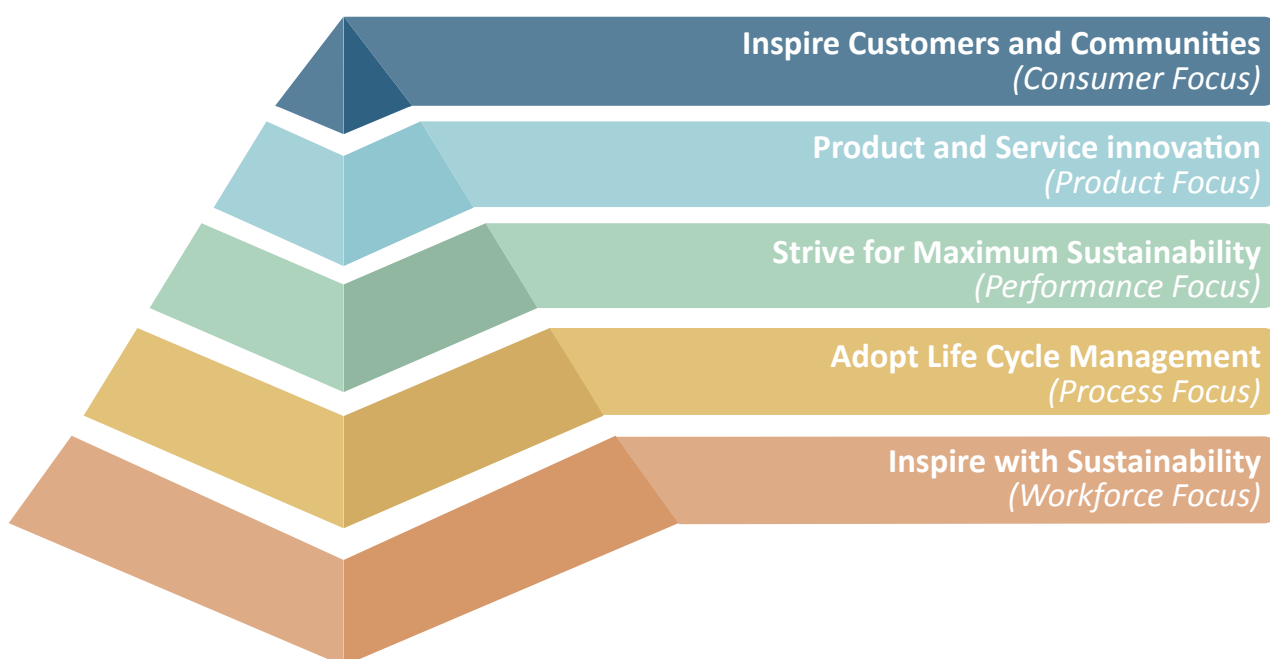 Inspire Customers and Communities
(Consumer Focus)
Product and Service innovation
(Product Focus)
Strive for Maximum Sustainability
(Performance Focus)
Adopt Life Cycle Management
(Process Focus)
Inspire with Sustainability
(Workforce Focus)